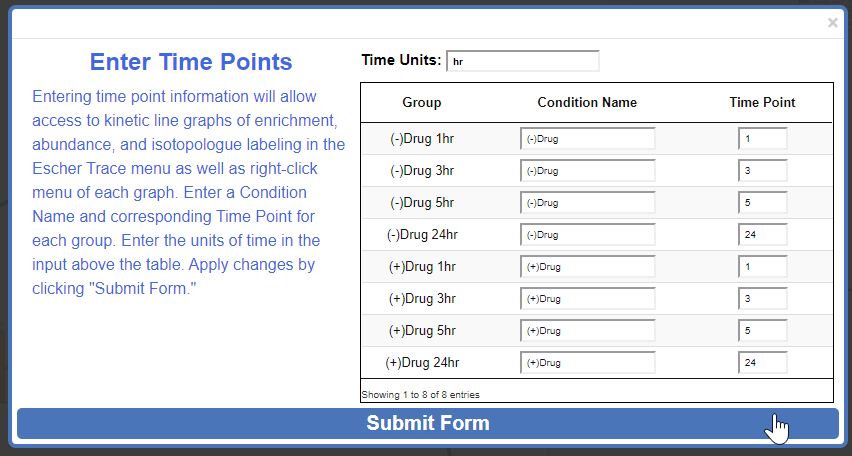 ×
Enter Time Points
Entering time point information will allow
access to kinetic line graphs of enrichment,
abundance, and isotopologue labeling in the
Escher Trace menu as well as right-click
menu of each graph. Enter a Condition
Name and corresponding Time Point for
each group. Enter the units of time in the
input above the table. Apply changes by
clicking "Submit Form."
Time Units: hr
Group Condition Name Time Point
(-)Drug 1hr (-)Drug 1
(-)Drug 3hr (-)Drug 3
(-)Drug 5hr (-)Drug 5
(-)Drug 24hr (-)Drug 24
(+)Drug 1hr (+)Drug 1
(+)Drug 3hr (+)Drug 3
(+)Drug 5hr (+)Drug 5
(+)Drug 24hr (+)Drug 24
Showing 1 to 8 of 8 entries
Submit Form